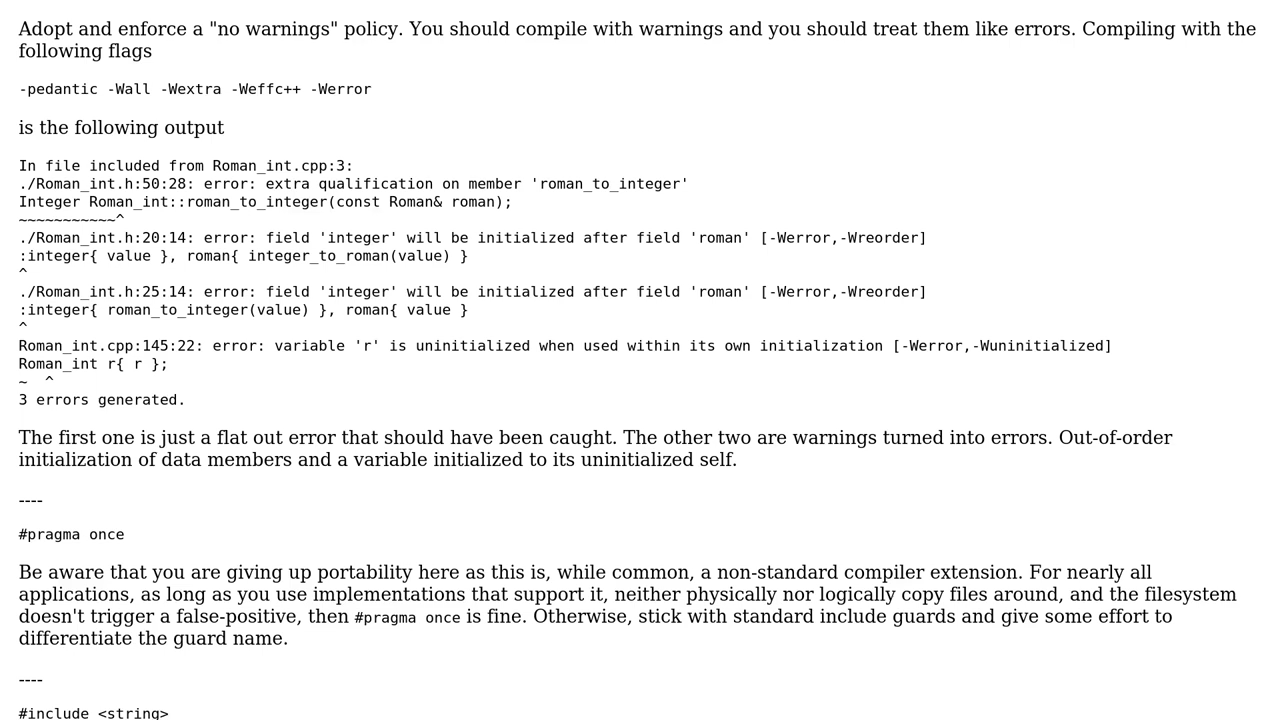 Adopt and enforce a "no warnings" policy. You should compile with warnings and you should treat them like errors. Compiling with the
following flags
-pedantic -Wall -Wextra -Weffc++ -Werror
is the following output
In file included from Roman_int.cpp:3:
./Roman_int.h:50:28: error: extra qualification on member 'roman_to_integer'
Integer Roman_int::roman_to_integer(const Roman& roman);
~~~~~~~~~~~^
./Roman_int.h:20:14: error: field 'integer' will be initialized after field 'roman' [-Werror,-Wreorder]
:integer{ value }, roman{ integer_to_roman(value) }
^
./Roman_int.h:25:14: error: field 'integer' will be initialized after field 'roman' [-Werror,-Wreorder]
:integer{ roman_to_integer(value) }, roman{ value }
^
Roman_int.cpp:145:22: error: variable 'r' is uninitialized when used within its own initialization [-Werror,-Wuninitialized]
Roman_int r{ r };
~  ^
3 errors generated.
The first one is just a flat out error that should have been caught. The other two are warnings turned into errors. Out-of-order
initialization of data members and a variable initialized to its uninitialized self.
----
#pragma once
Be aware that you are giving up portability here as this is, while common, a non-standard compiler extension. For nearly all
applications, as long as you use implementations that support it, neither physically nor logically copy files around, and the filesystem
doesn't trigger a false-positive, then #pragma once is fine. Otherwise, stick with standard include guards and give some effort to
differentiate the guard name.
----
#include <string>